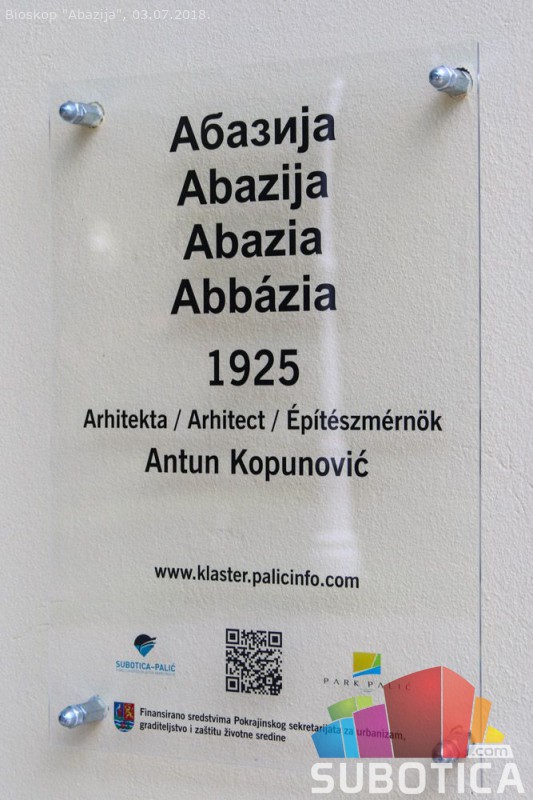 Bioskop "Abazija", 03.07.2018.
Абазија
Abazija
Abazia
Abbázia
1925
Arhitekta / Arhitect / Építészmérnök
Antun Kopunović
www.klaster.palicinfo.com
SUBOTICA-PALIĆ
PARK PALIĆ
Finansirano sredstvima Pokrajinskog sekretarijata za urbanizam,
graditeljstvo i zaštitu životne sredine
.com
SUBOTICA